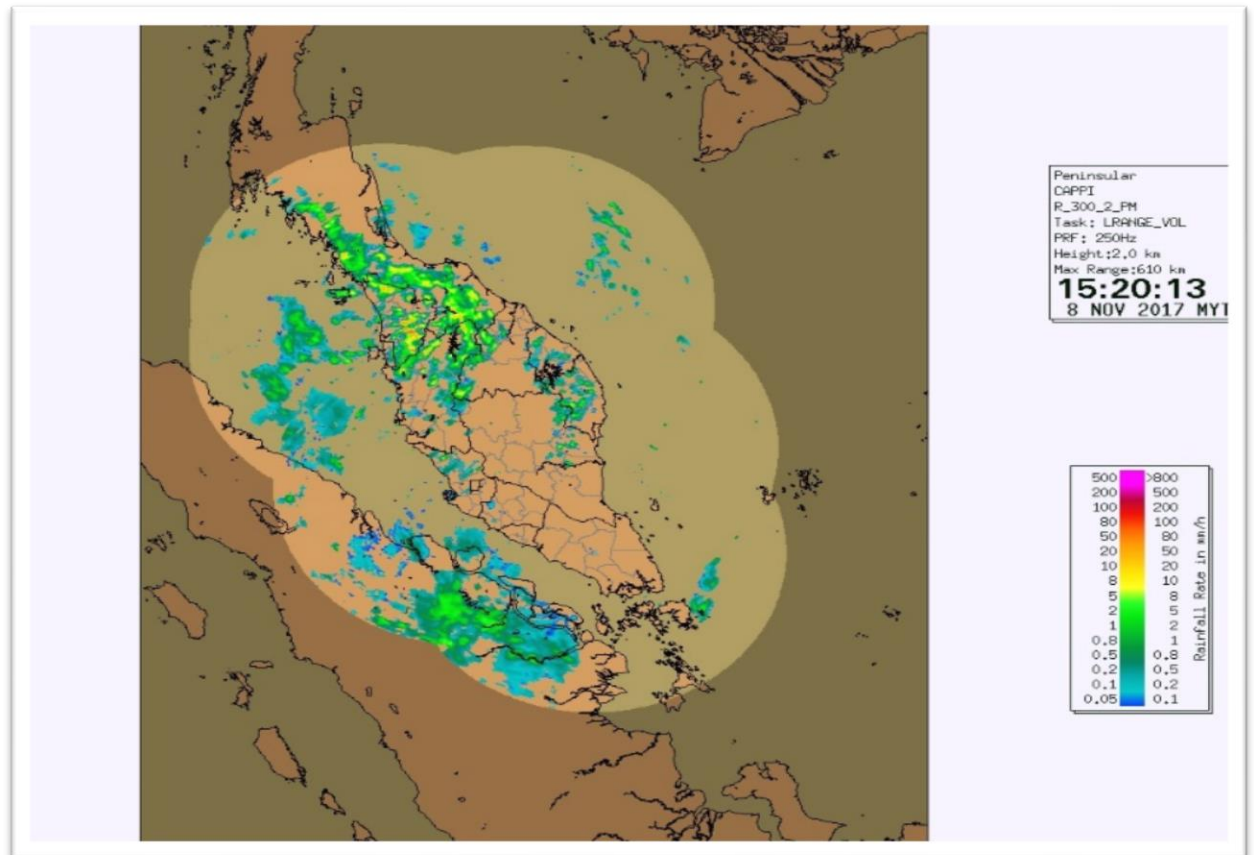 Peninsular
CAPPI
R_300_2_PM
Task: LRANGE_VOL
PRF: 250Hz
Height:2.0 km
Max Range:610 km
15:20:13
8 NOV 2017 MYT
500 >800
200 500
100 200
80 100
50 80
20 50
10 20
8 10
5 8
2 5
1 2
0.8 1
0.5 0.8
0.2 0.5
0.1 0.2
0.05 0.1
Rainfall Rate in mm/h